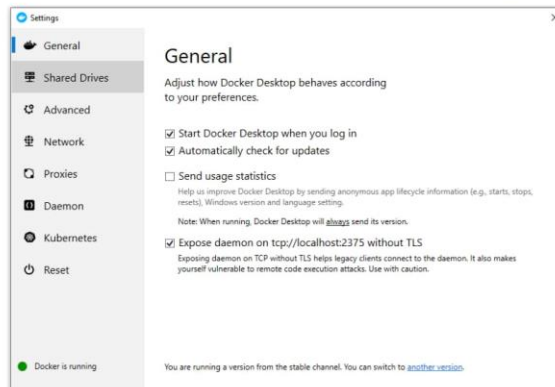 Settings
General
Shared Drives
Advanced
Network
Proxies
Daemon
Kubernetes
Reset
Docker is running
General
Adjust how Docker Desktop behaves according
to your preferences.
Start Docker Desktop when you log in
Automatically check for updates
Send usage statistics
Help us improve Docker Desktop by sending anonymous app lifecycle information (e.g., starts, stops,
resets), Windows version and language setting.
Note: When running, Docker Desktop will always send its version.
Expose daemon on tcp://localhost:2375 without TLS
Exposing daemon on TCP without TLS helps legacy clients connect to the daemon. It also makes
yourself vulnerable to remote code execution attacks. Use with caution.
You are running a version from the stable channel. You can switch to another version.